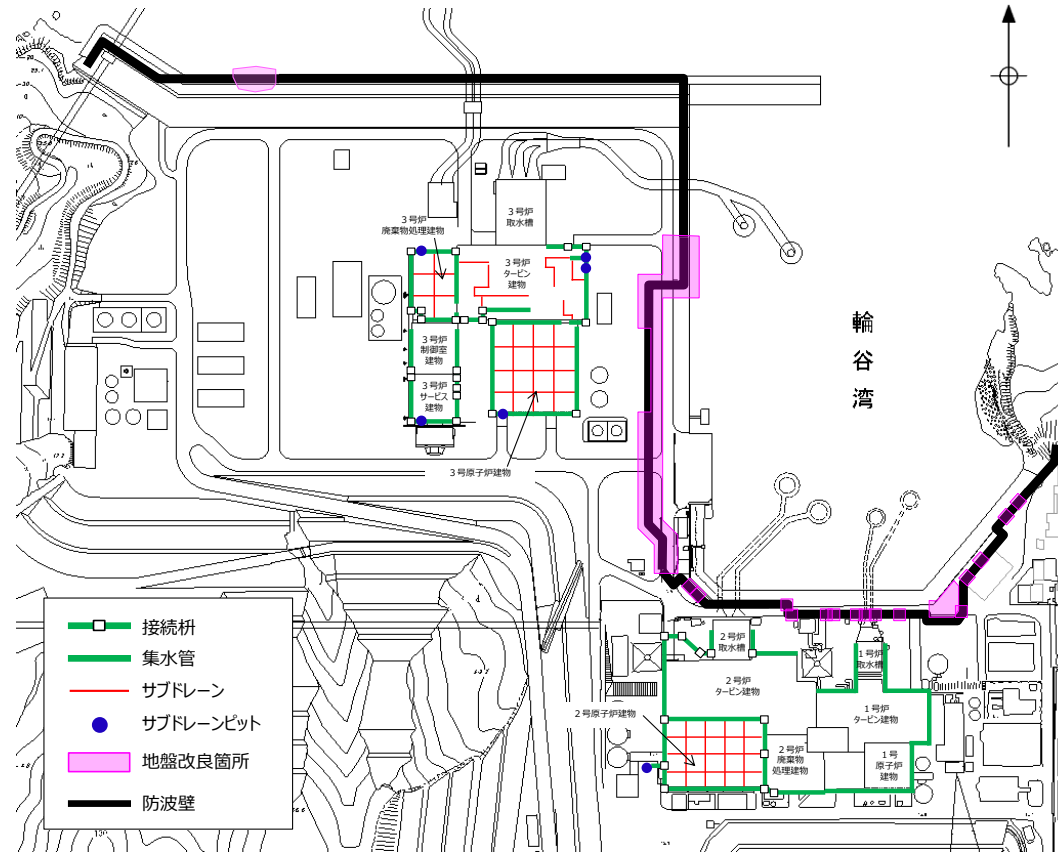 3号炉
廃棄物処理建物
3号炉
取水槽
3号炉
タービン
建物
3号炉
制御室
建物
3号炉
サービス
建物
3号原子炉建物
輪
谷
湾
2号炉
取水槽
1号炉
取水槽
2号炉
タービン建物
2号原子炉建物
1号炉
タービン建物
2号炉
廃棄物
処理建物
1号
原子炉
建物
接続枡
集水管
サブドレーン
サブドレーンピット
地盤改良箇所
防波壁